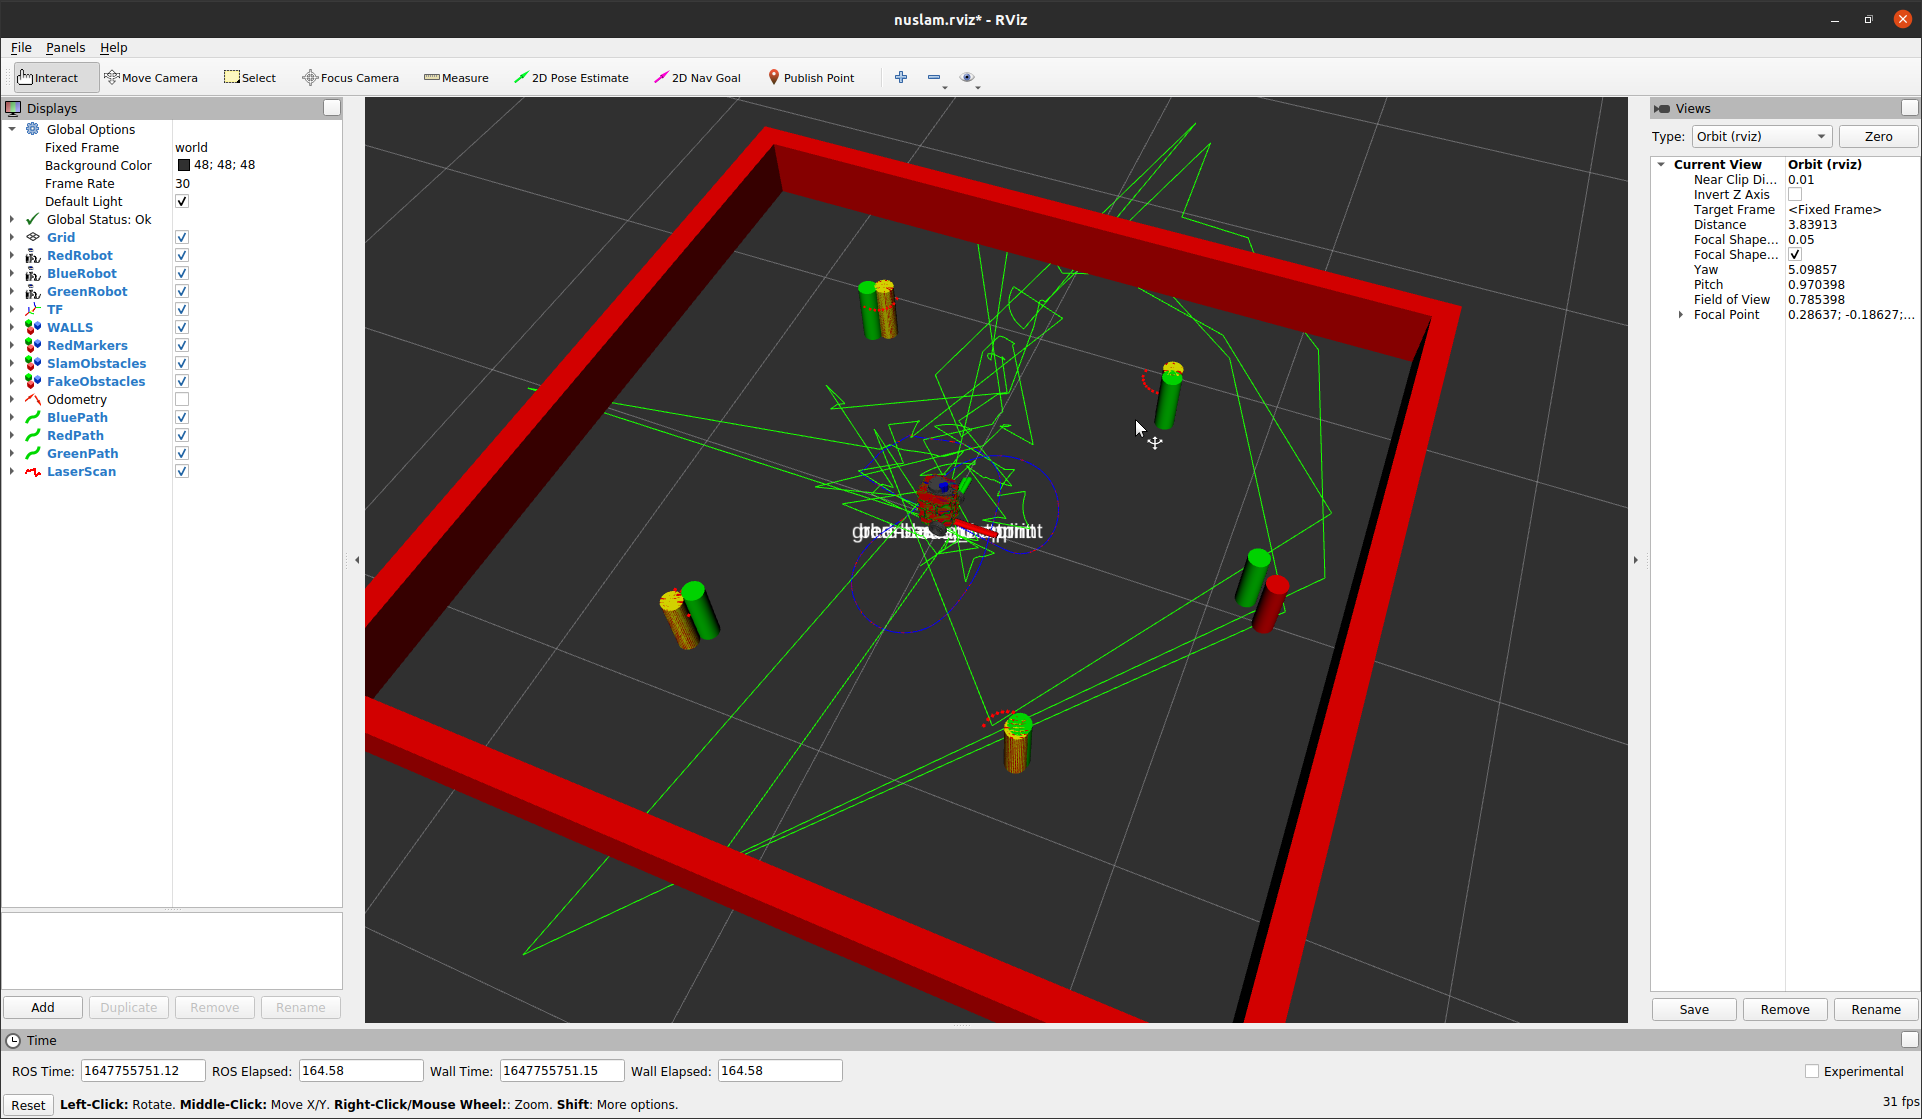 nuslam.rviz* - RViz
File Panels Help
Interact Move Camera Select Focus Camera Measure 2D Pose Estimate 2D Nav Goal Publish Point
Displays
Global Options
Fixed Frame world
Background Color 48; 48; 48
Frame Rate 30
Default Light
Global Status: Ok
Grid
RedRobot
BlueRobot
GreenRobot
TF
WALLS
RedMarkers
SlamObstacles
FakeObstacles
Odometry
BluePath
RedPath
GreenPath
LaserScan
Add Duplicate Remove Rename
Views
Type: Orbit (rviz) Zero
Current View Orbit (rviz)
Near Clip Di... 0.01
Invert Z Axis
Target Frame <Fixed Frame>
Distance 3.83913
Focal Shape... 0.05
Focal Shape...
Yaw 5.09857
Pitch 0.970398
Field of View 0.785398
Focal Point 0.28637; -0.18627;...
Save Remove Rename
Time
ROS Time: 1647755751.12 ROS Elapsed: 164.58 Wall Time: 1647755751.15 Wall Elapsed: 164.58
Experimental
Reset Left-Click: Rotate. Middle-Click: Move X/Y. Right-Click/Mouse Wheel:: Zoom. Shift: More options.
31 fps